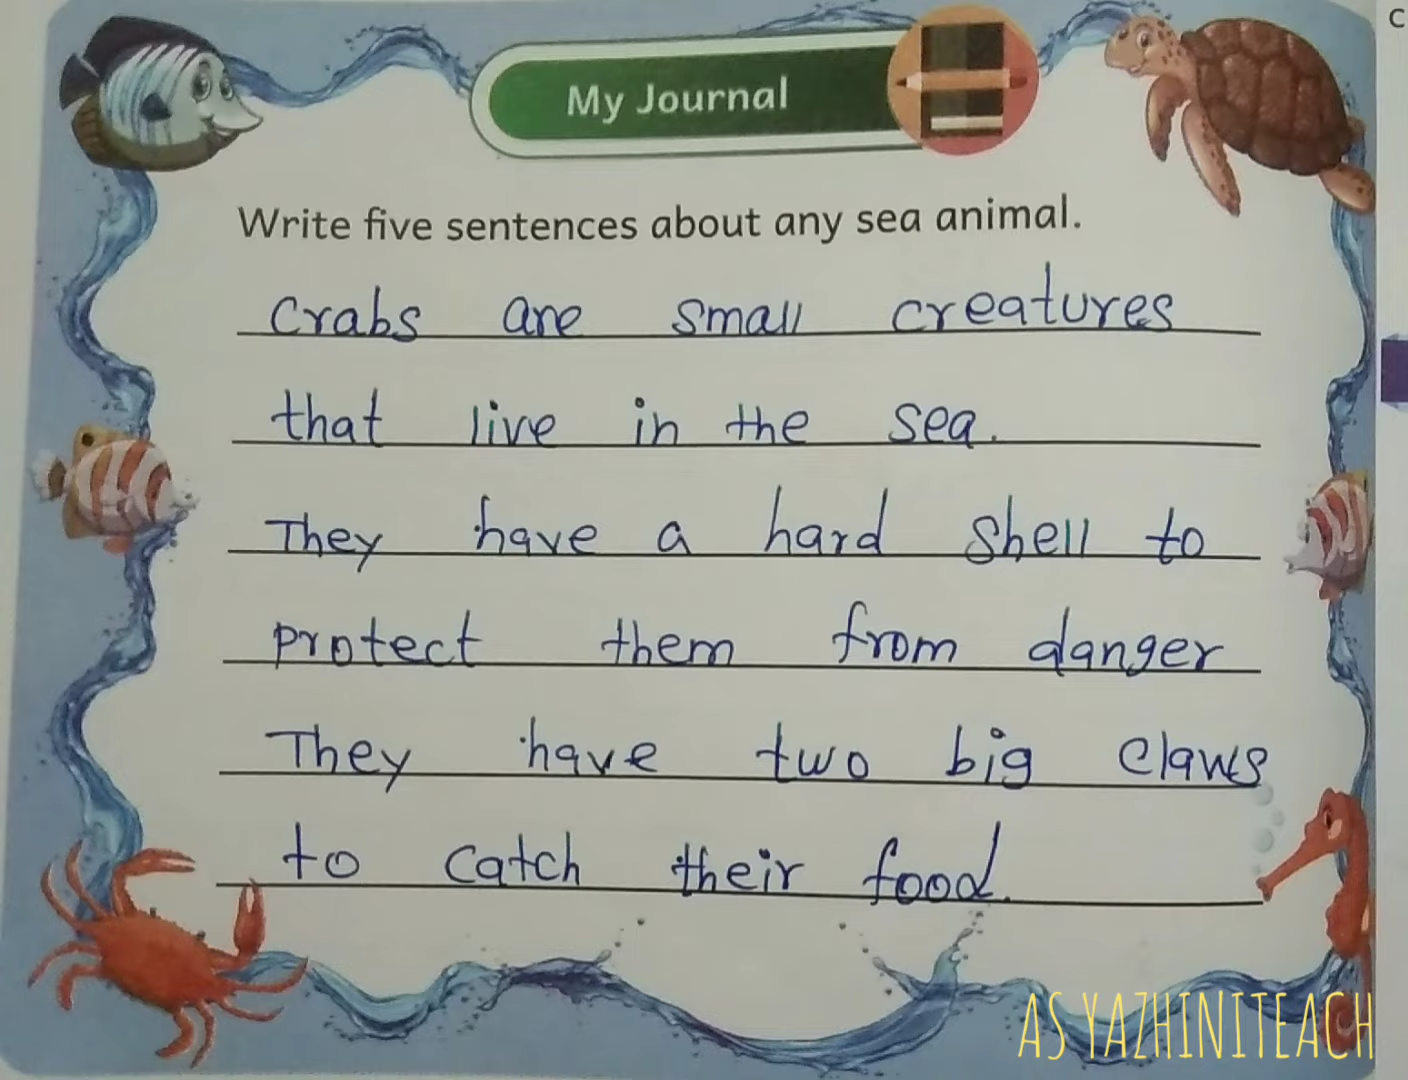 My Journal
C
Write five sentences about any sea animal.
Crabs are small creatures
that live in the sea.
They have a hard shell to
protect them from danger
They have two big claws
to catch their food.
AS YAZHINITEACH